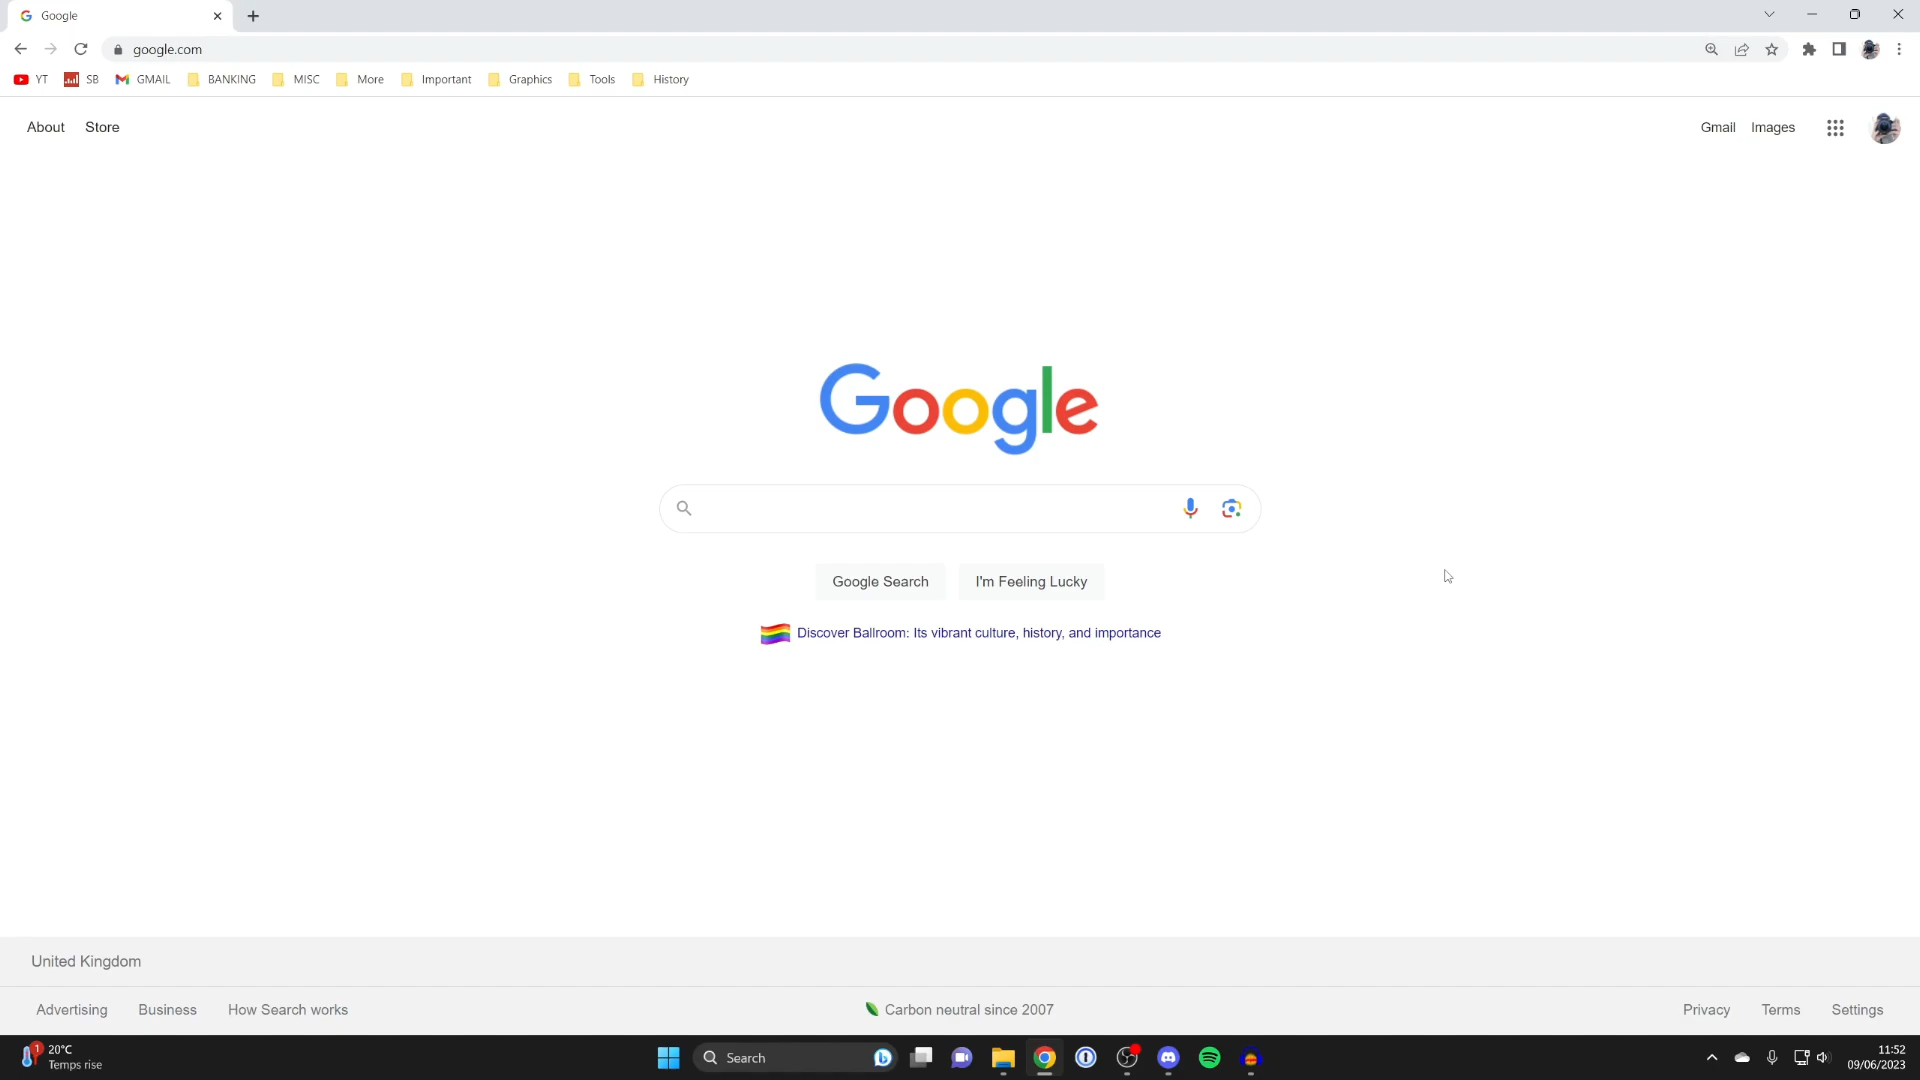 Google
google.com
YT SB GMAIL BANKING MISC More Important Graphics Tools History
About Store Gmail Images
Google
Google Search I'm Feeling Lucky
Discover Ballroom: Its vibrant culture, history, and importance
United Kingdom
Advertising Business How Search works Carbon neutral since 2007 Privacy Terms Settings
1 20°C
Temps rise
Search
11:52
09/06/2023